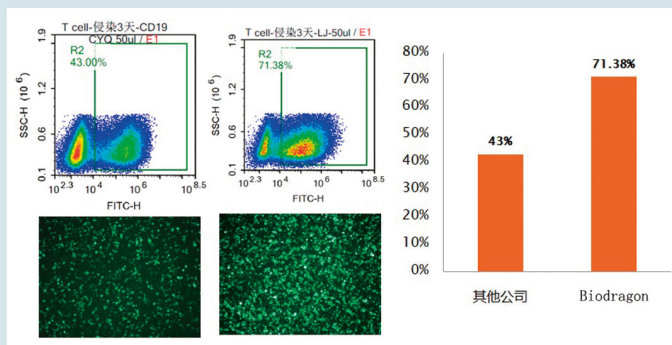 T cell-侵染3天-CD19
CYQ 50ul / E1
R2
43.00%
SSC-H (10 6)
1.9
1.2
0.6
0.1
10 2.3
10 4
10 6
10 8.5
FITC-H
T cell-侵染3天-LJ-50ul / E1
R2
71.38%
SSC-H (10 6)
1.9
1.2
0.6
0.1
10 2.3
10 4
10 6
10 8.5
FITC-H
80%
70%
60%
50%
40%
30%
20%
10%
0%
43%
71.38%
其他公司
Biodragon